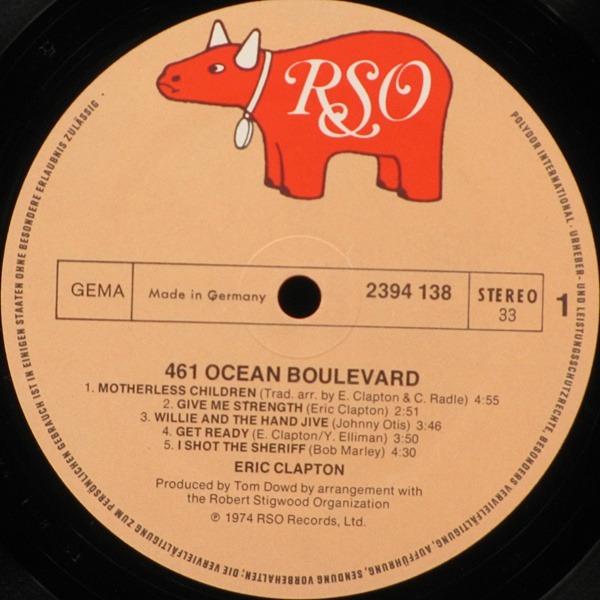 RSO
GEMA
Made in Germany
2394 138
STEREO
33
1
461 OCEAN BOULEVARD
1. MOTHERLESS CHILDREN (Trad. arr. by E. Clapton & C. Radle) 4:55
2. GIVE ME STRENGTH (Eric Clapton) 2:51
3. WILLIE AND THE HAND JIVE (Johnny Otis) 3:46
4. GET READY (E. Clapton/Y. Elliman) 3:50
5. I SHOT THE SHERIFF (Bob Marley) 4:30
ERIC CLAPTON
Produced by Tom Dowd by arrangement with
the Robert Stigwood Organization
℗ 1974 RSO Records, Ltd.
POLYDOR INTERNATIONAL · URHEBER- UND LEISTUNGSSCHUTZRECHTE, BESONDERS VERVIELFÄLTIGUNG, AUFFÜHRUNG, SENDUNG VORBEHALTEN; DIE VERVIELFÄLTIGUNG ZUM PERSÖNLICHEN GEBRAUCH IST IN EINIGEN STAATEN OHNE BESONDERE ERLAUBNIS ZULÄSSIG ·